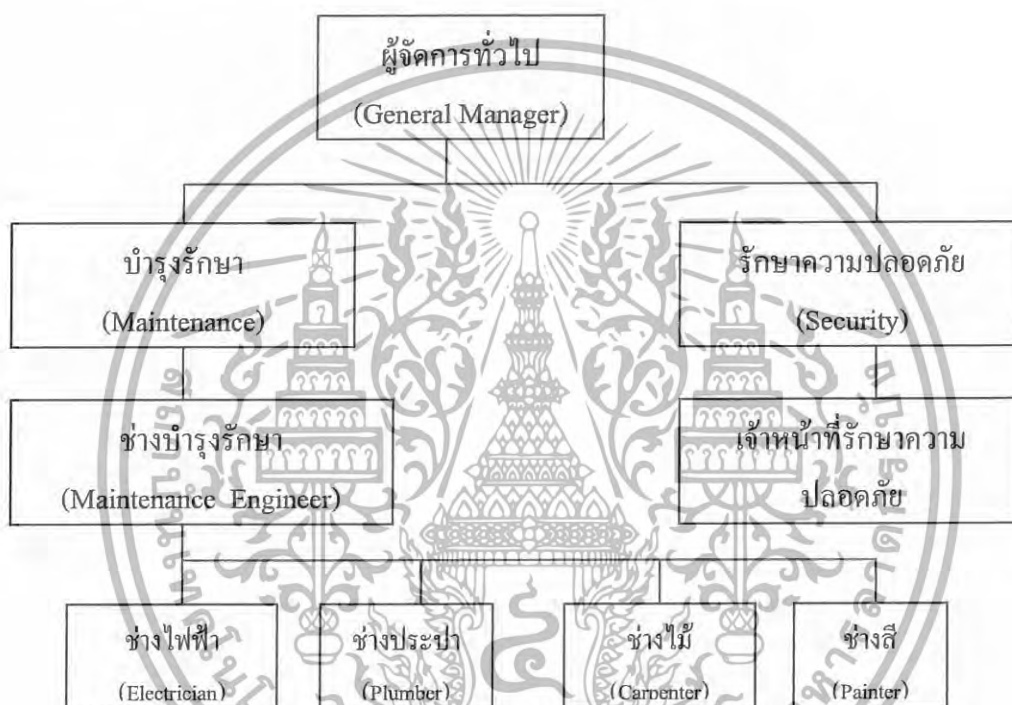 ผู้จัดการทั่วไป
(General Manager)
บำรุงรักษา
(Maintenance)
รักษาความปลอดภัย
(Security)
ช่างบำรุงรักษา
(Maintenance Engineer)
เจ้าหน้าที่รักษาความ
ปลอดภัย
ช่างไฟฟ้า
(Electrician)
ช่างประปา
(Plumber)
ช่างไม้
(Carpenter)
ช่างสี
(Painter)